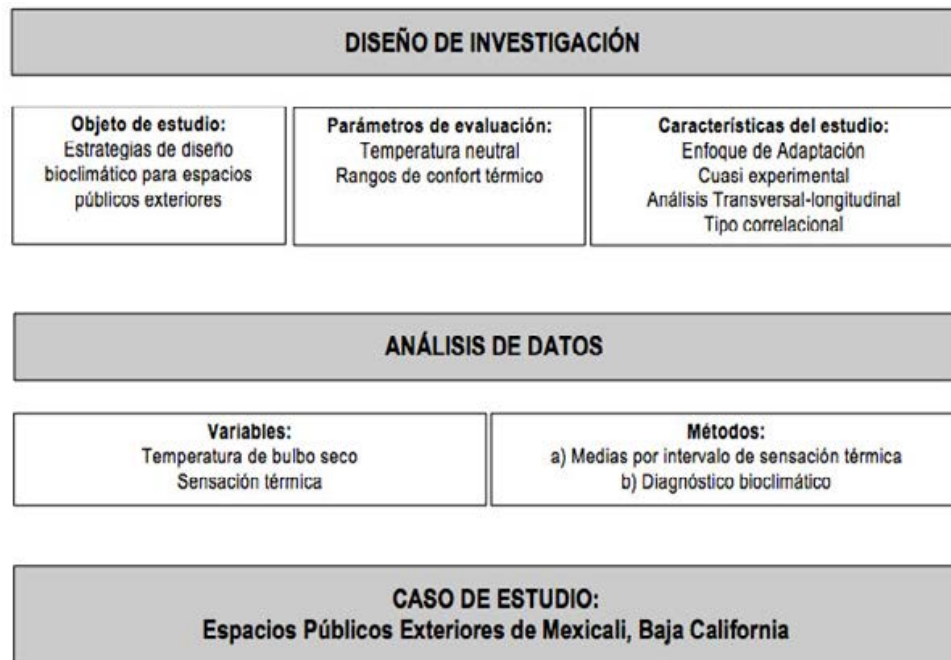 DISEÑO DE INVESTIGACIÓN
Objeto de estudio:
Estrategias de diseño
bioclimático para espacios
públicos exteriores
Parámetros de evaluación:
Temperatura neutral
Rangos de confort térmico
Características del estudio:
Enfoque de Adaptación
Cuasi experimental
Análisis Transversal-longitudinal
Tipo correlacional
ANÁLISIS DE DATOS
Variables:
Temperatura de bulbo seco
Sensación térmica
Métodos:
a) Medias por intervalo de sensación térmica
b) Diagnóstico bioclimático
CASO DE ESTUDIO:
Espacios Públicos Exteriores de Mexicali, Baja California